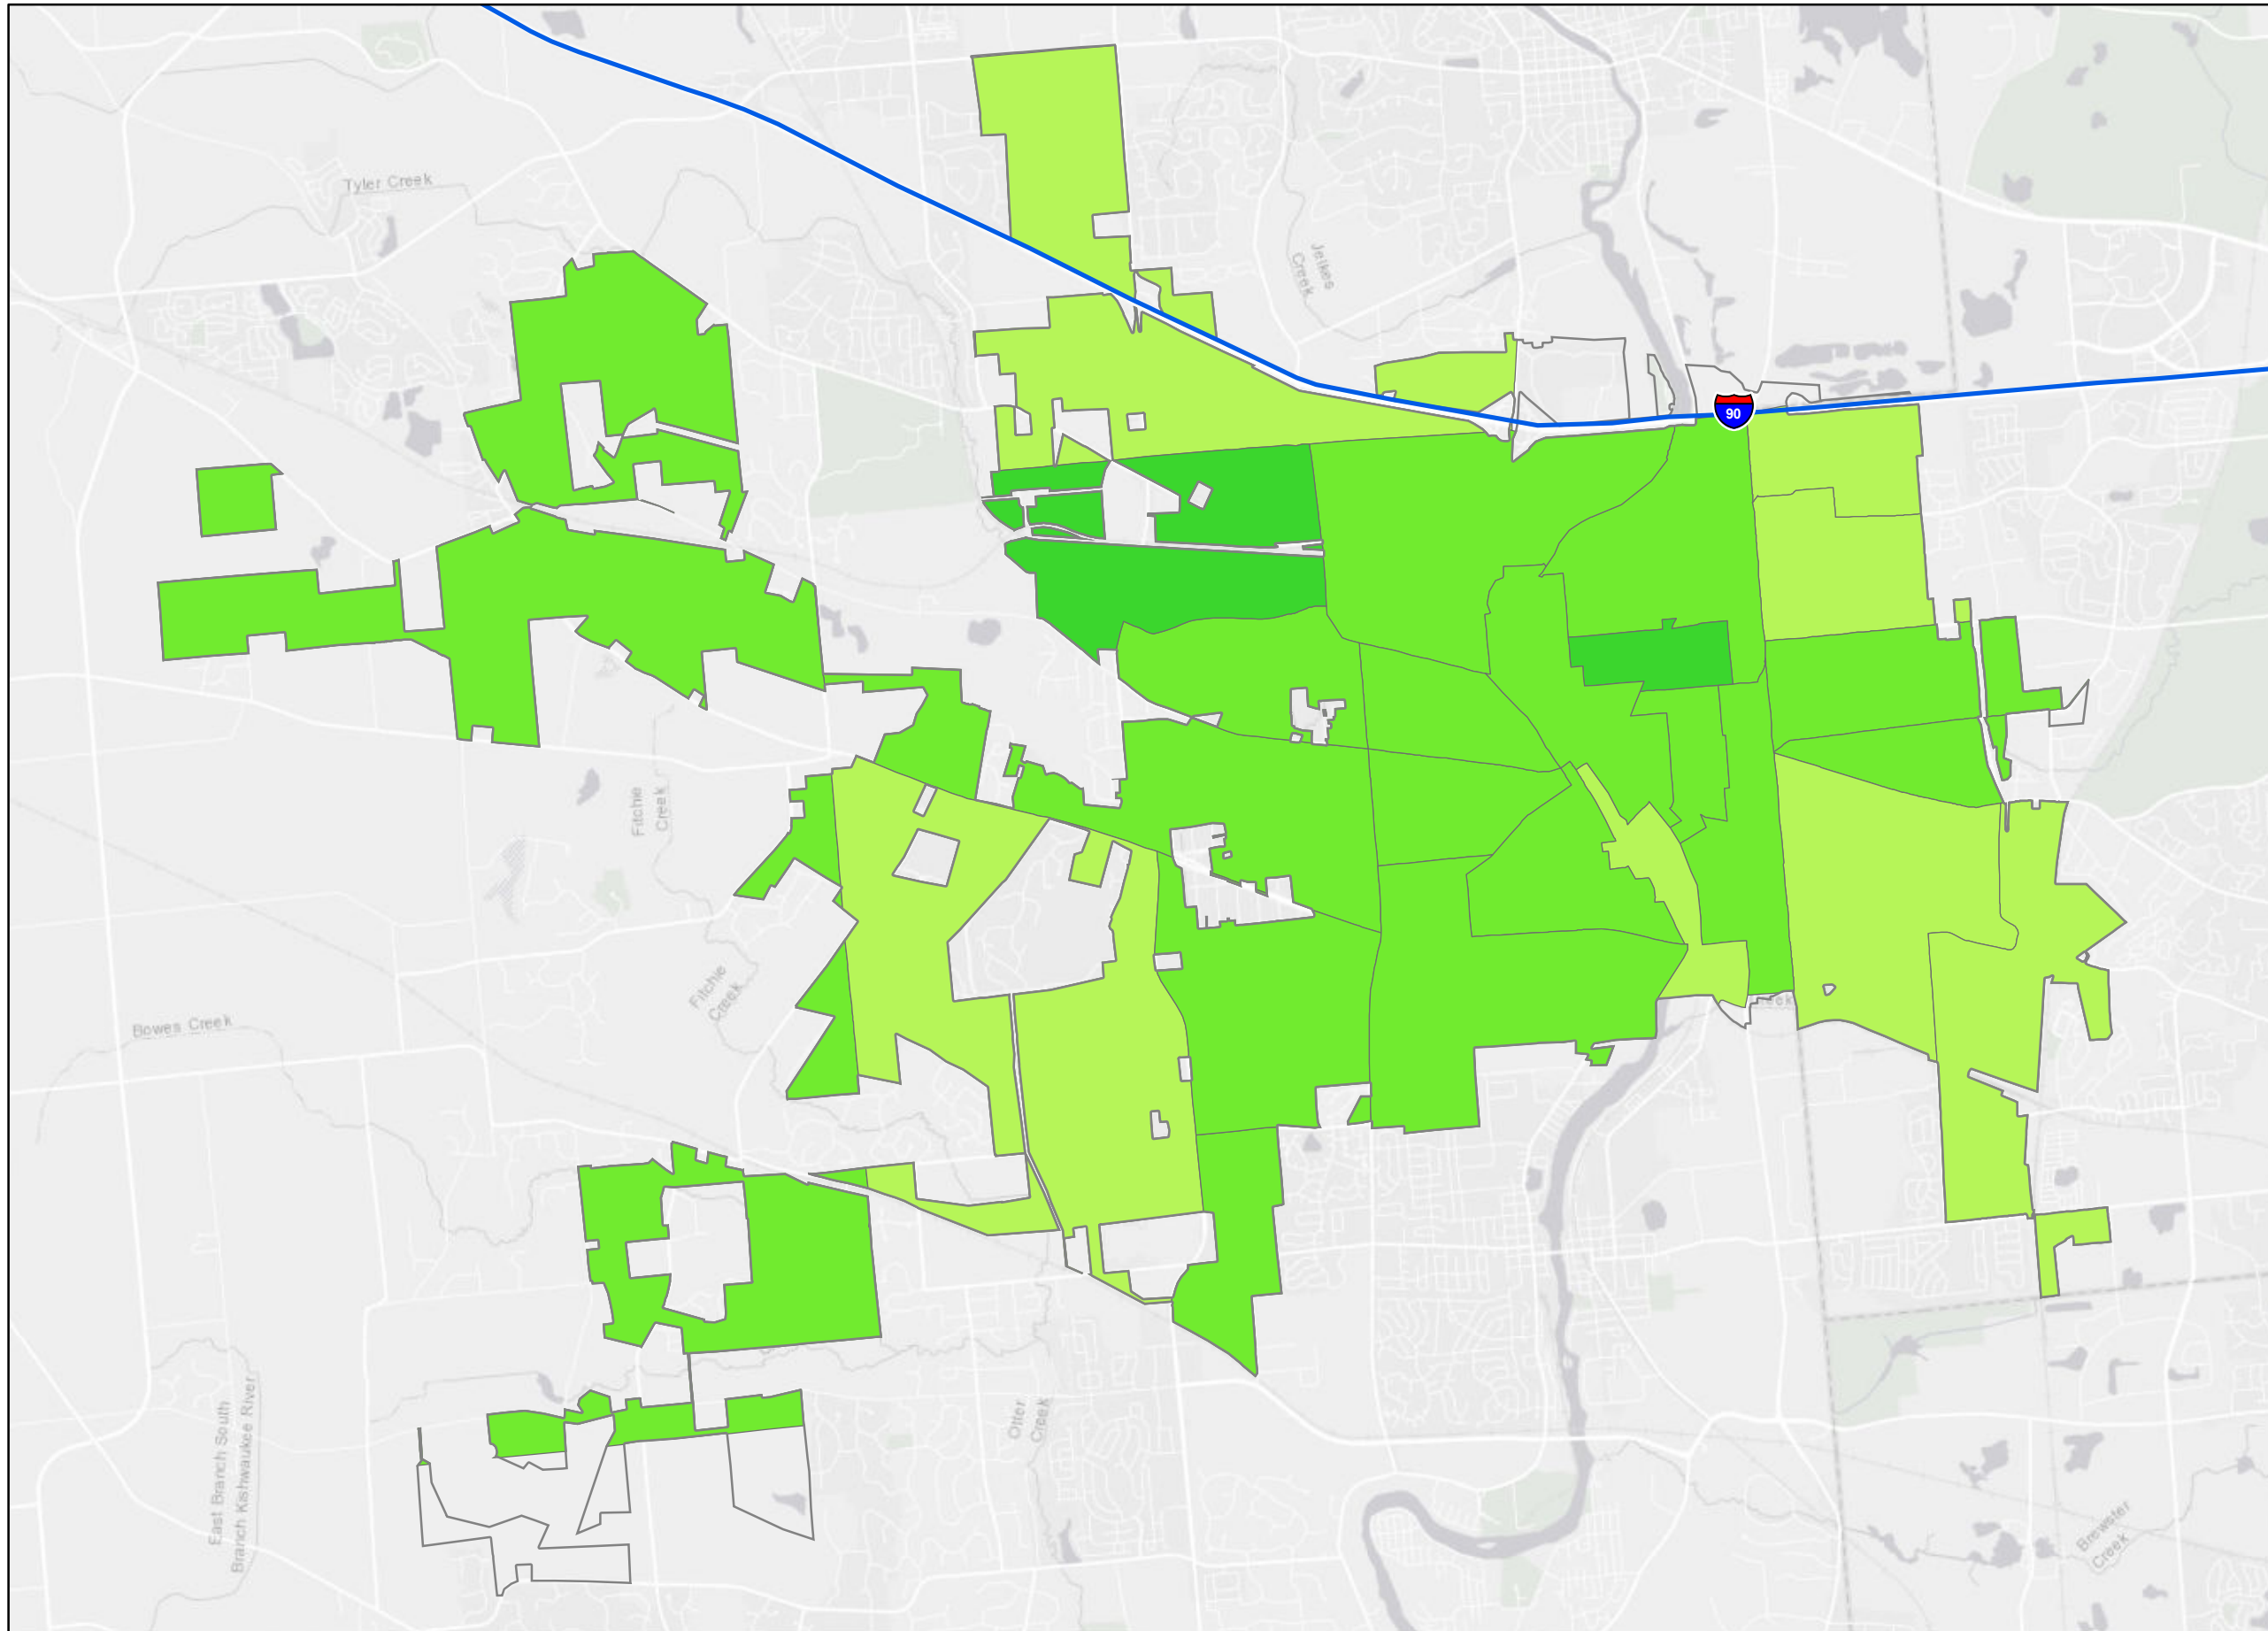 Tyler Creek
Jelkes
Creek
90
Fitchie
Creek
Fitchie
Creek
Bowes Creek
Otter
Creek
East Branch South
Branch Kishwaukee River
Brewster
Creek